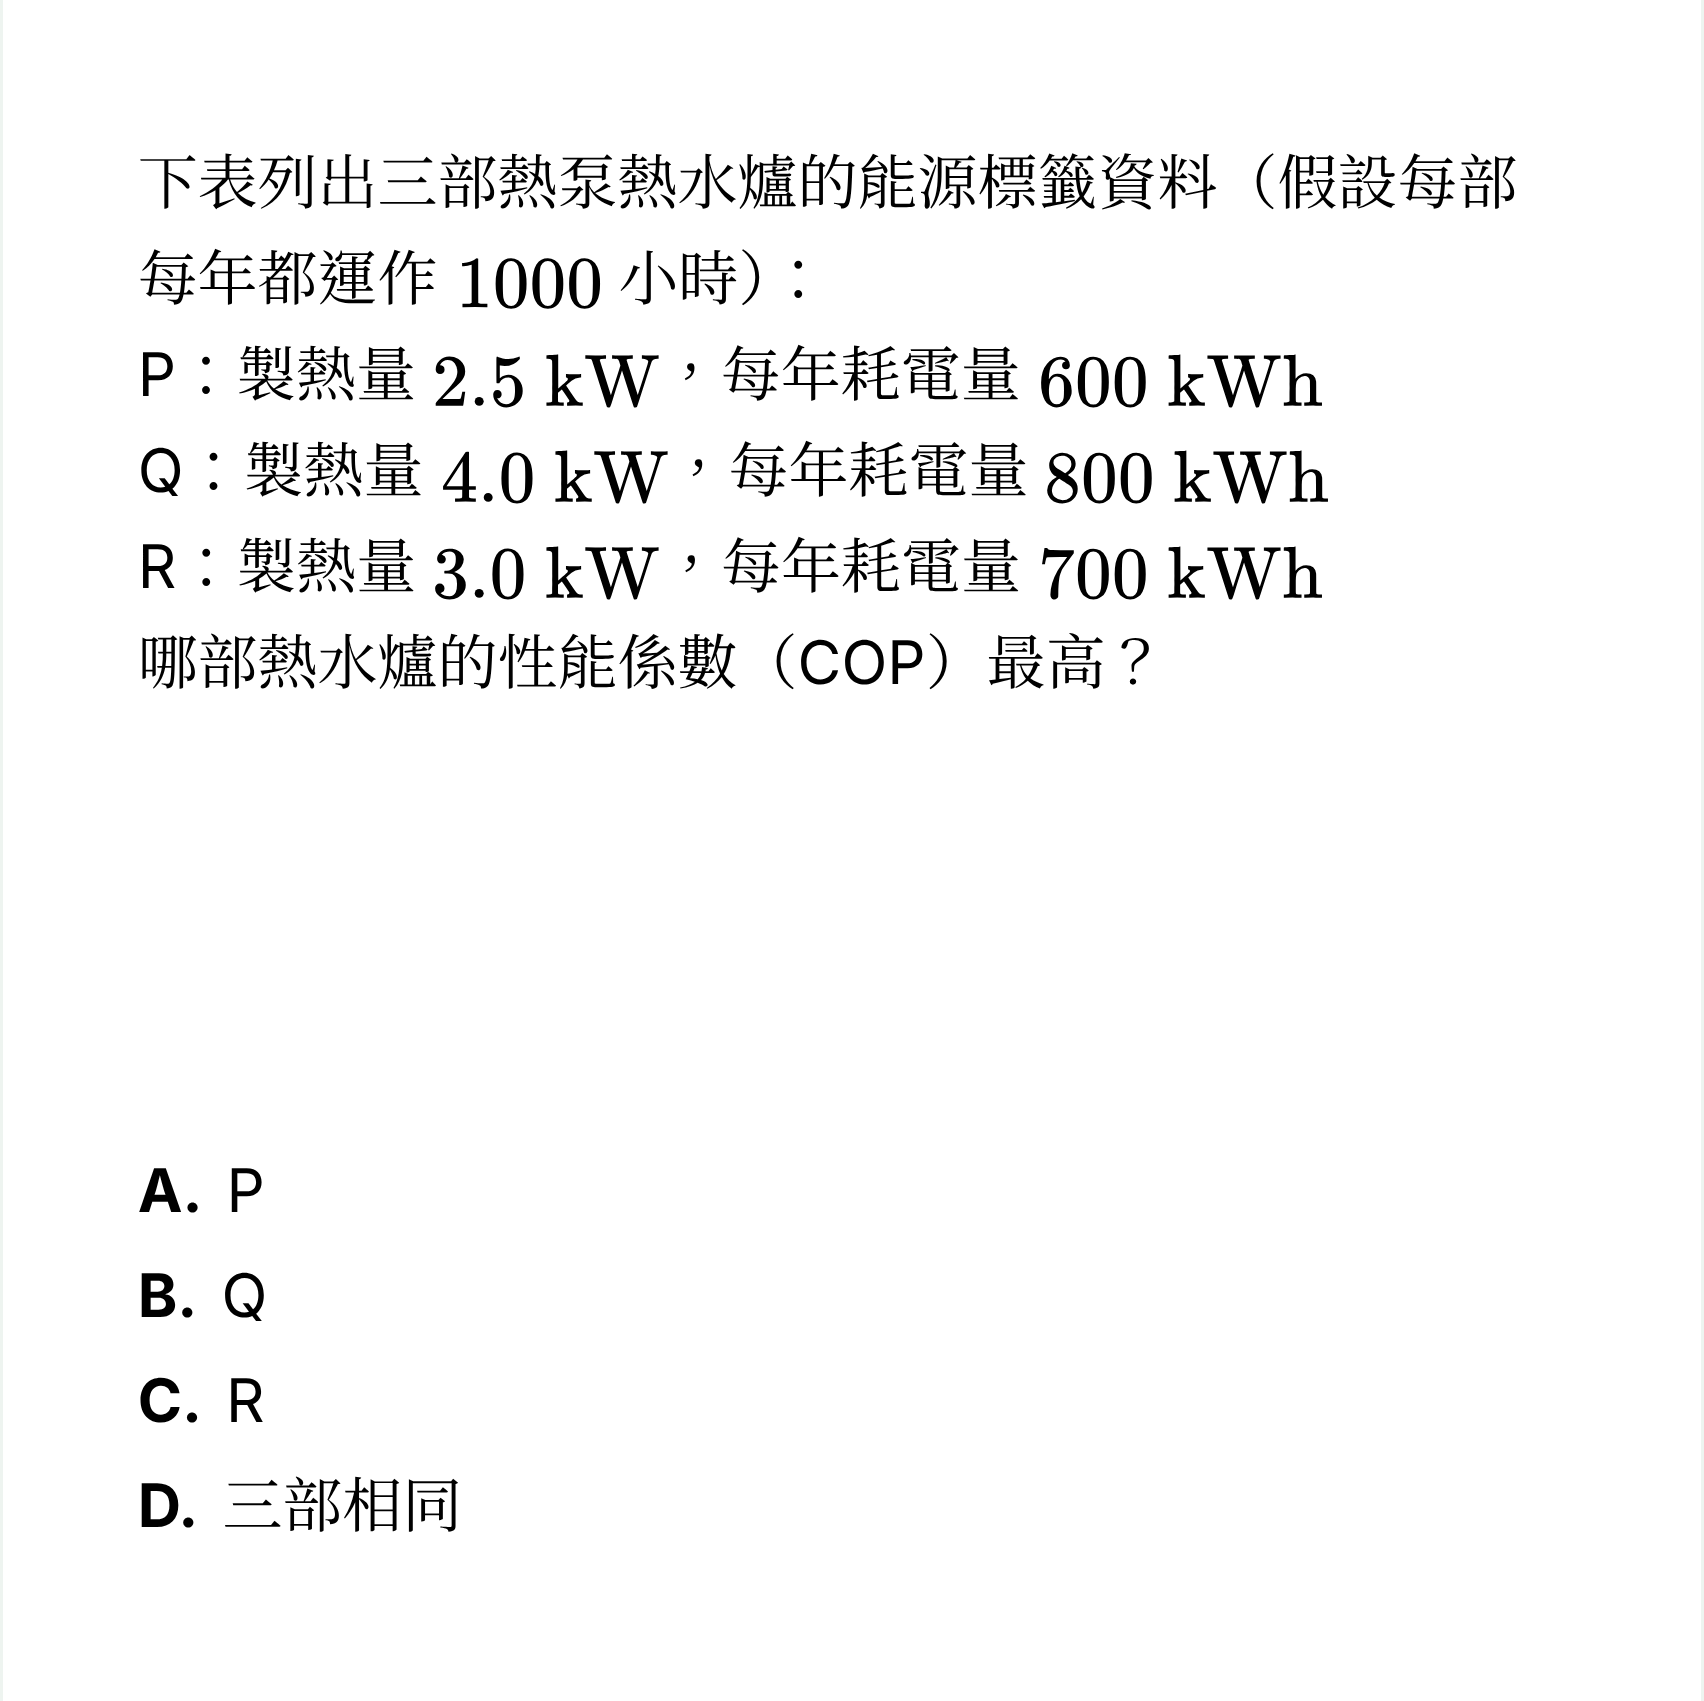 下表列出三部熱泵熱水爐的能源標籤資料（假設每部
每年都運作 1000 小時）：
P：製熱量 2.5 kW，每年耗電量 600 kWh
Q：製熱量 4.0 kW，每年耗電量 800 kWh
R：製熱量 3.0 kW，每年耗電量 700 kWh
哪部熱水爐的性能係數（COP）最高？
A. P
B. Q
C. R
D. 三部相同